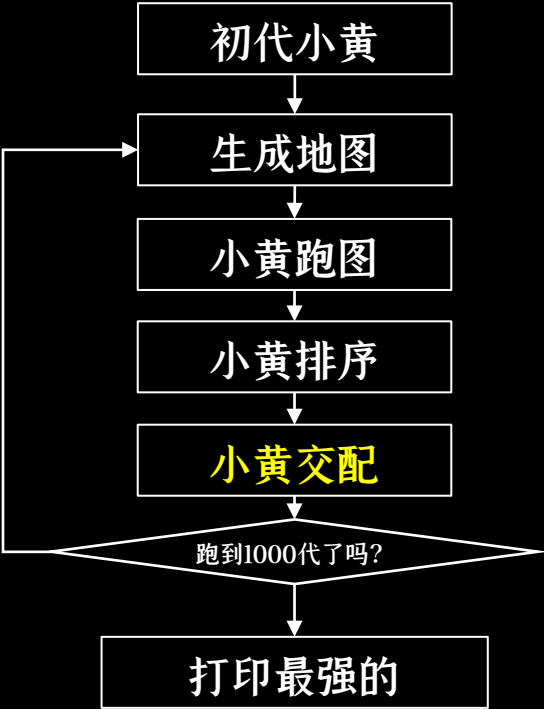 初代小黄
生成地图
小黄跑图
小黄排序
小黄交配
跑到1000代了吗?
打印最强的